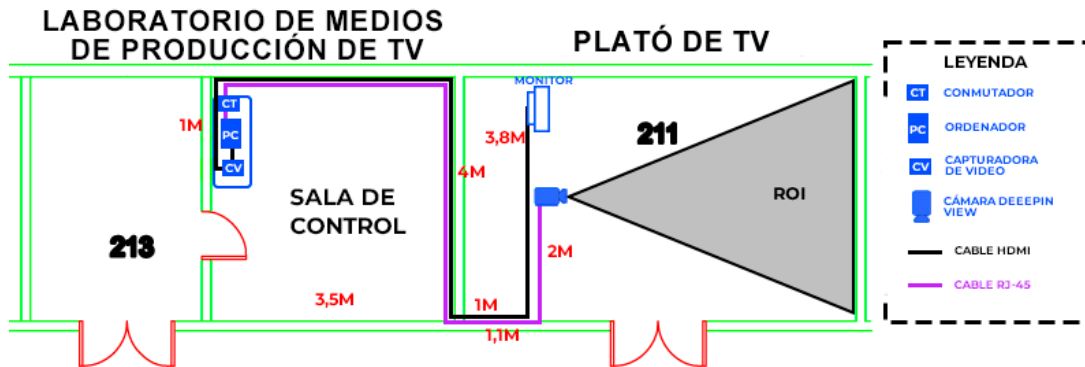 LABORATORIO DE MEDIOS
DE PRODUCCIÓN DE TV
PLATÓ DE TV
MONITOR
1M
CT
PC
CV
SALA DE
CONTROL
213
3,8M
4M
211
ROI
2M
3,5M
1M
1,1M
LEYENDA
CT CONMUTADOR
PC ORDENADOR
CV CAPTURADORA
DE VIDEO
CÁMARA DEEEPIN
VIEW
CABLE HDMI
CABLE RJ-45